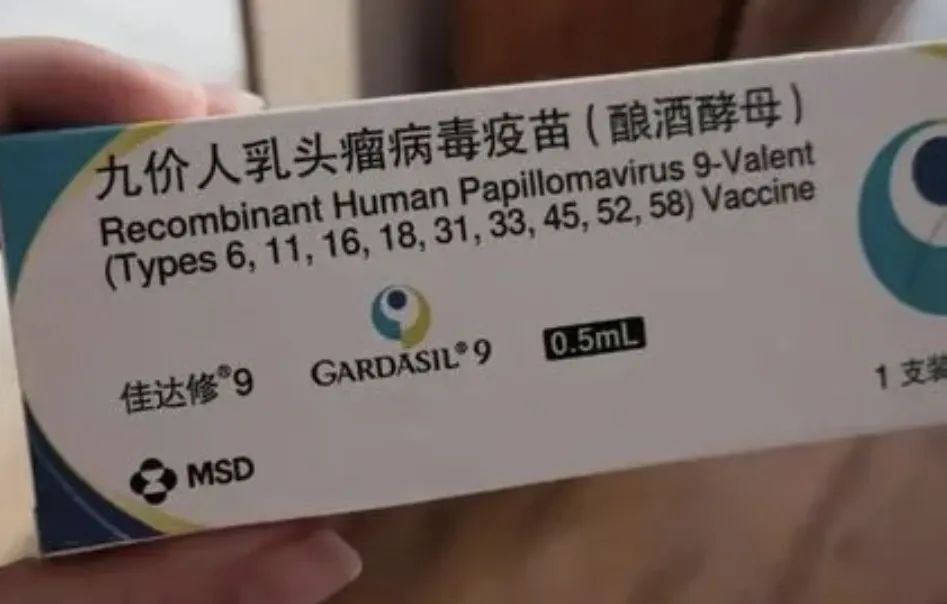 九价人乳头瘤病毒疫苗（酿酒酵母）
Recombinant Human Papillomavirus 9-Valent
(Types 6, 11, 16, 18, 31, 33, 45, 52, 58) Vaccine
佳达修®9
GARDASIL®9
0.5mL
1 支装
MSD